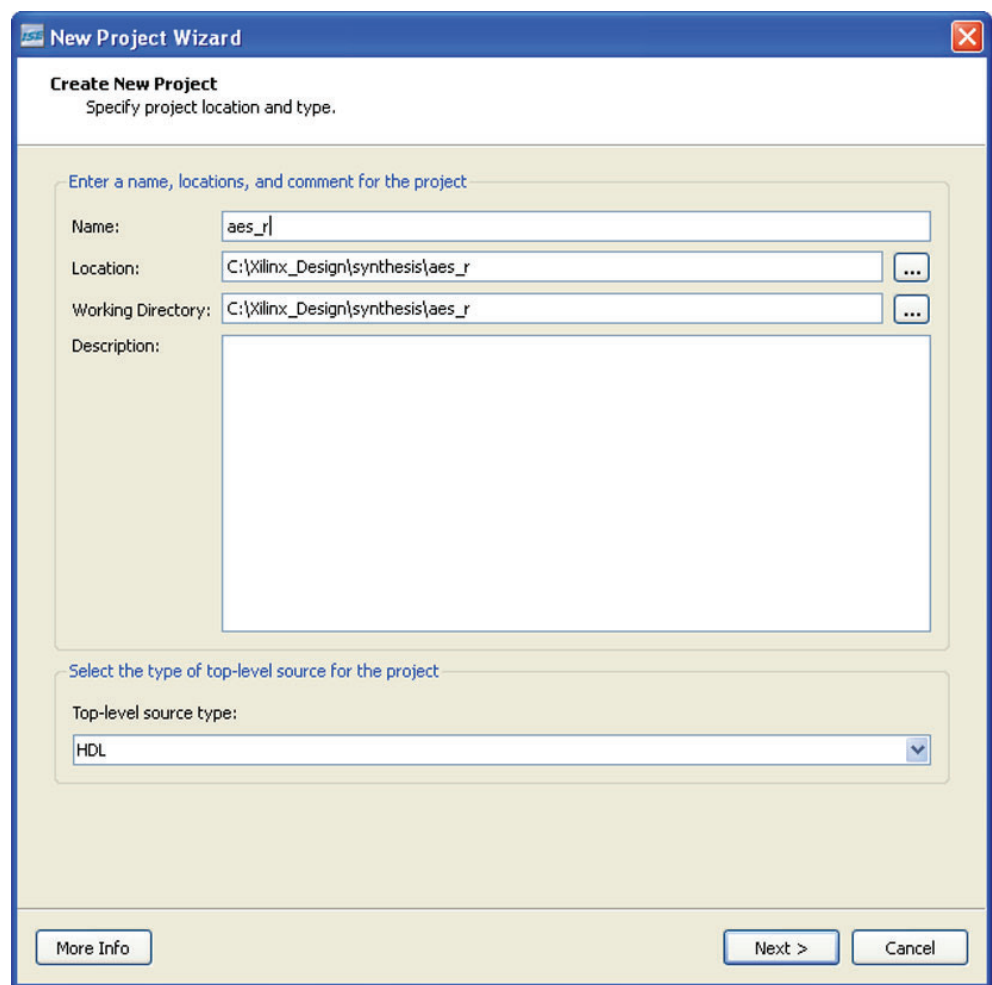 ISE New Project Wizard
Create New Project
Specify project location and type.
Enter a name, locations, and comment for the project
Name: aes_r
Location: C:\Xilinx_Design\synthesis\aes_r ...
Working Directory: C:\Xilinx_Design\synthesis\aes_r ...
Description:
Select the type of top-level source for the project
Top-level source type:
HDL
More Info Next > Cancel